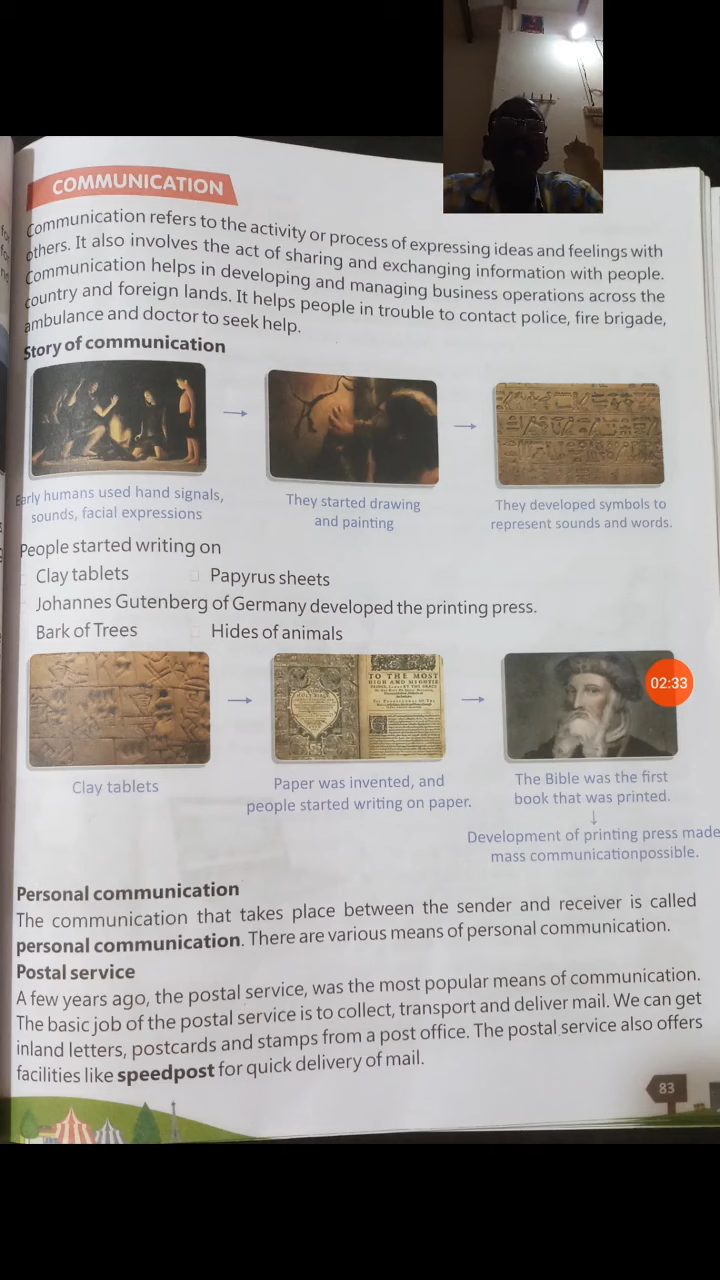 COMMUNICATION
Communication refers to the activity or process of expressing ideas and feelings with
others. It also involves the act of sharing and exchanging information with people.
Communication helps in developing and managing business operations across the
country and foreign lands. It helps people in trouble to contact police, fire brigade,
ambulance and doctor to seek help.
Story of communication
Early humans used hand signals,
sounds, facial expressions
They started drawing
and painting
They developed symbols to
represent sounds and words.
People started writing on
Clay tablets Papyrus sheets
Johannes Gutenberg of Germany developed the printing press.
Bark of Trees Hides of animals
TO THE MOST
HIGH AND MIGHTIE
02:33
Clay tablets
Paper was invented, and
people started writing on paper.
The Bible was the first
book that was printed.
↓
Development of printing press made
mass communicationpossible.
Personal communication
The communication that takes place between the sender and receiver is called
personal communication. There are various means of personal communication.
Postal service
A few years ago, the postal service, was the most popular means of communication.
The basic job of the postal service is to collect, transport and deliver mail. We can get
inland letters, postcards and stamps from a post office. The postal service also offers
facilities like speedpost for quick delivery of mail.
83